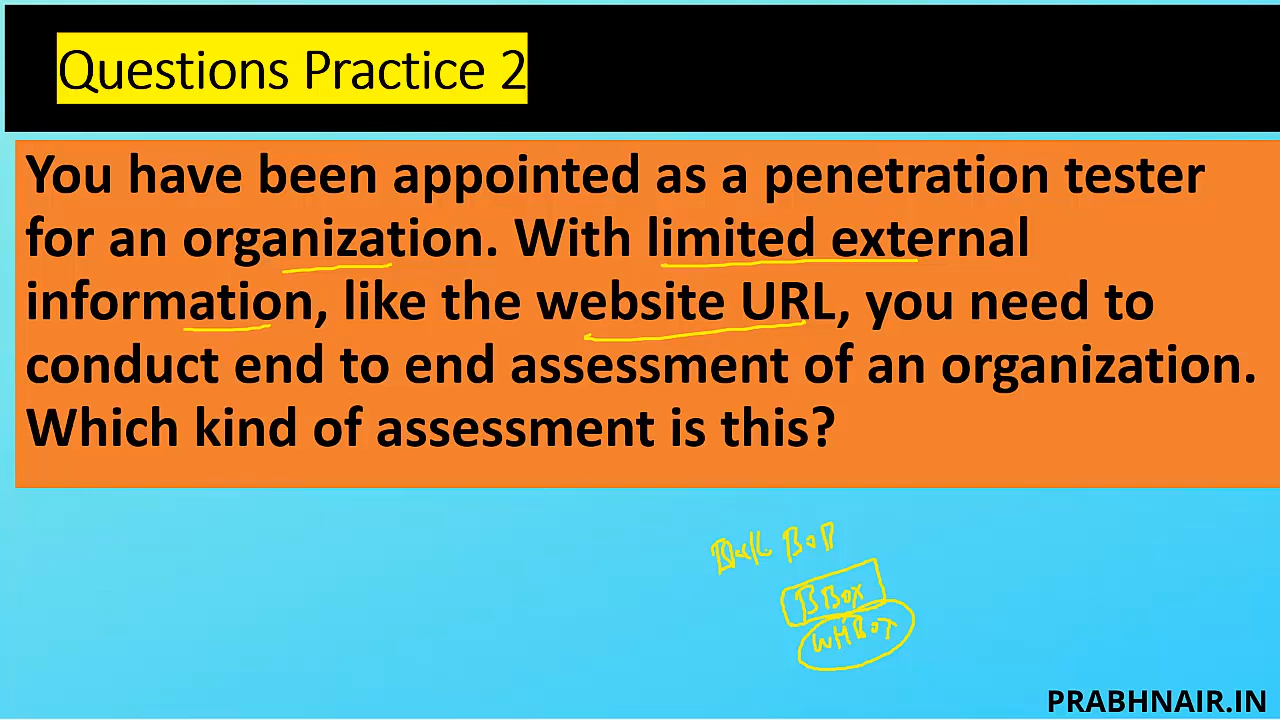 Questions Practice 2
You have been appointed as a penetration tester
for an organization. With limited external
information, like the website URL, you need to
conduct end to end assessment of an organization.
Which kind of assessment is this?
BBox
PRABHNAIR.IN